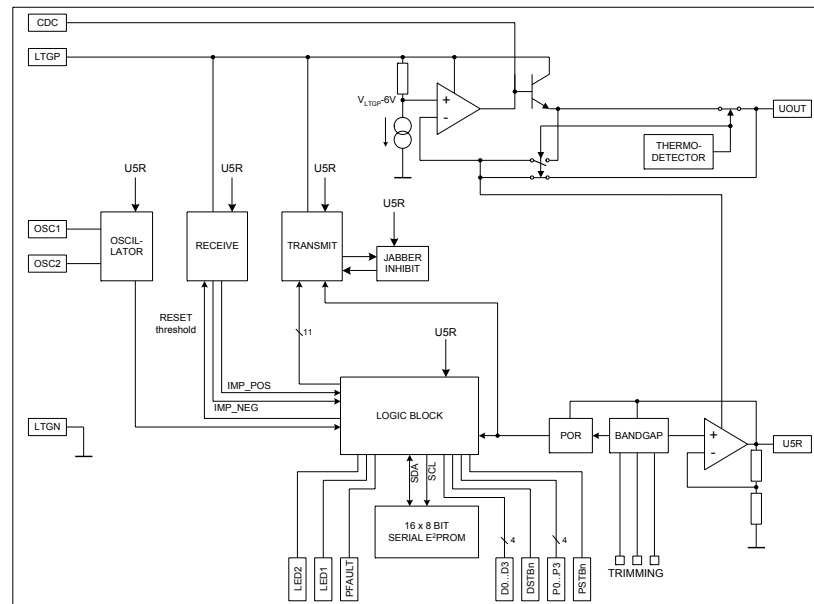 CDC
LTGP
V LTGP -6V
+
-
UOUT
THERMO-
DETECTOR
U5R
U5R
U5R
U5R
OSC1
OSC2
OSCIL-
LATOR
RECEIVE
TRANSMIT
JABBER
INHIBIT
RESET
threshold
11
U5R
IMP_POS
IMP_NEG
LOGIC BLOCK
LTGN
POR
BANDGAP
+
-
U5R
SDA
SCL
16 x 8 BIT
SERIAL E²PROM
4
4
LED2
LED1
PFAULT
D0...D3
DSTBn
P0...P3
PSTBn
TRIMMING